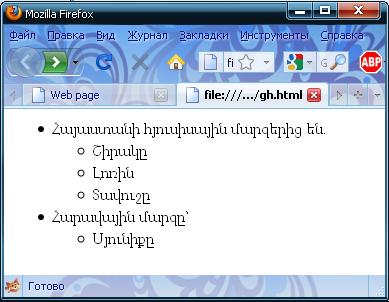 Mozilla Firefox
Файл Правка Вид Журнал Закладки Инструменты Справка
fi G ABP
Web page file:///.../gh.html
Հայաստանի հյուսիսային մարզերից են.
Շիրակը
Լոռին
Տավուշը
Հարավային մարզը՝
Սյունիքը
Готово